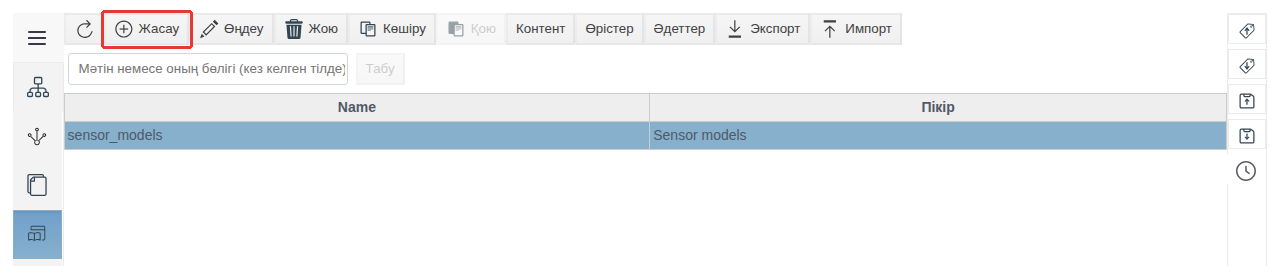 Жасау Өңдеу Жою Көшіру Қою Контент Өрістер Әдеттер Экспорт Импорт
Мәтін немесе оның бөлігі (кез келген тілде) Табу
Name Пікір
sensor_models Sensor models